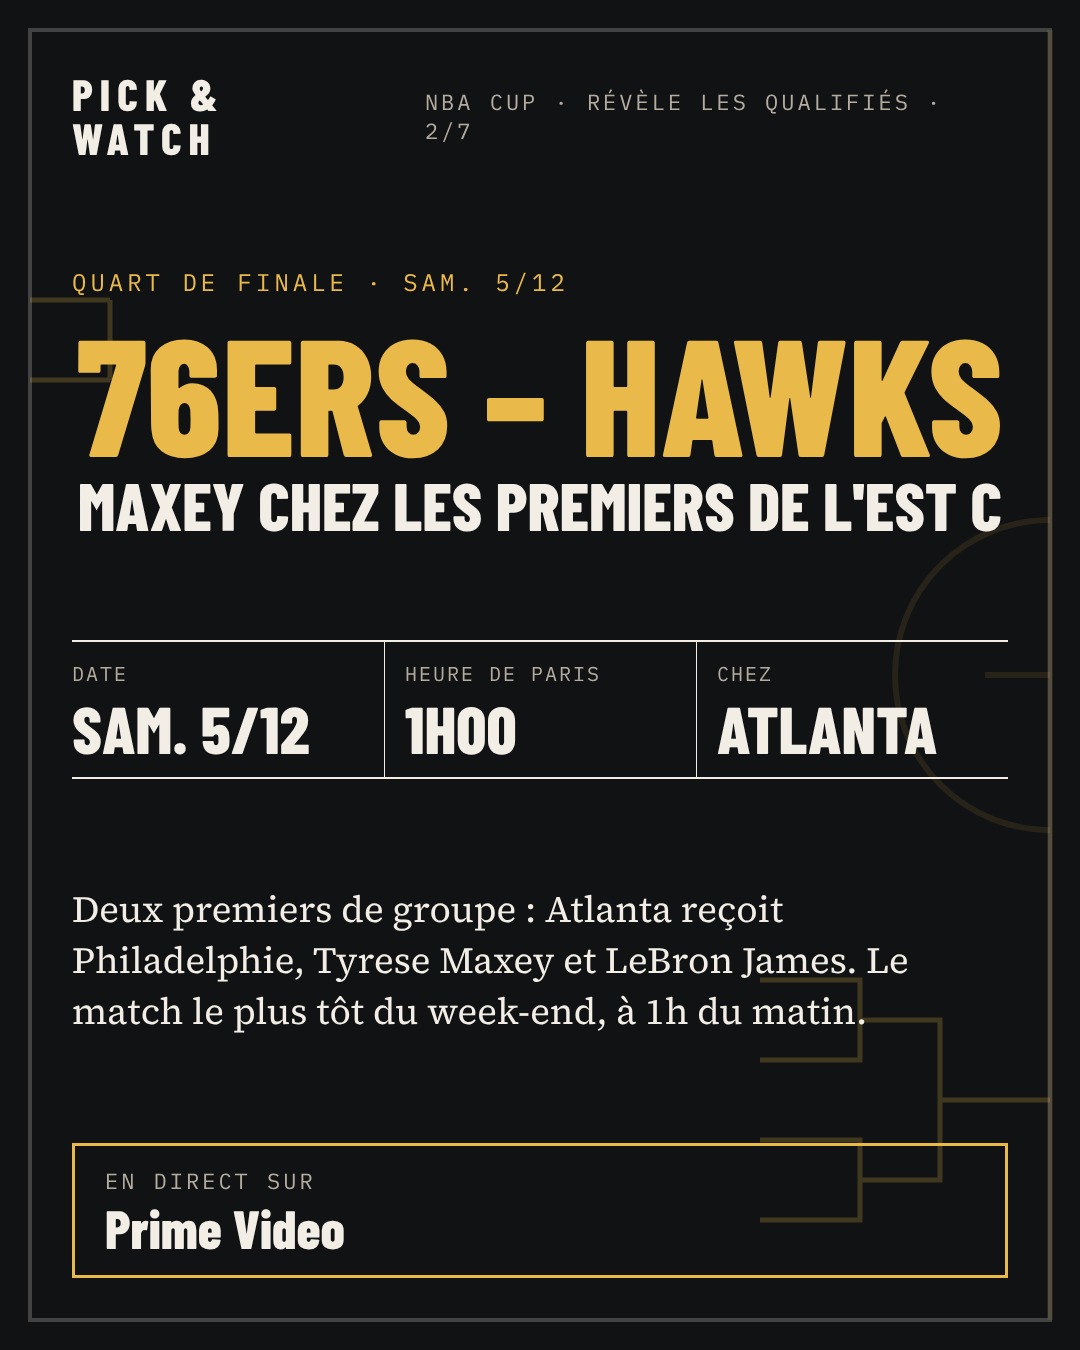 PICK &
WATCH
NBA CUP · RÉVÈLE LES QUALIFIÉS ·
2/7
QUART DE FINALE · SAM. 5/12
76ERS – HAWKS
MAXEY CHEZ LES PREMIERS DE L'EST C
DATE
SAM. 5/12
HEURE DE PARIS
1H00
CHEZ
ATLANTA
Deux premiers de groupe : Atlanta reçoit
Philadelphie, Tyrese Maxey et LeBron James. Le
match le plus tôt du week-end, à 1h du matin.
EN DIRECT SUR
Prime Video